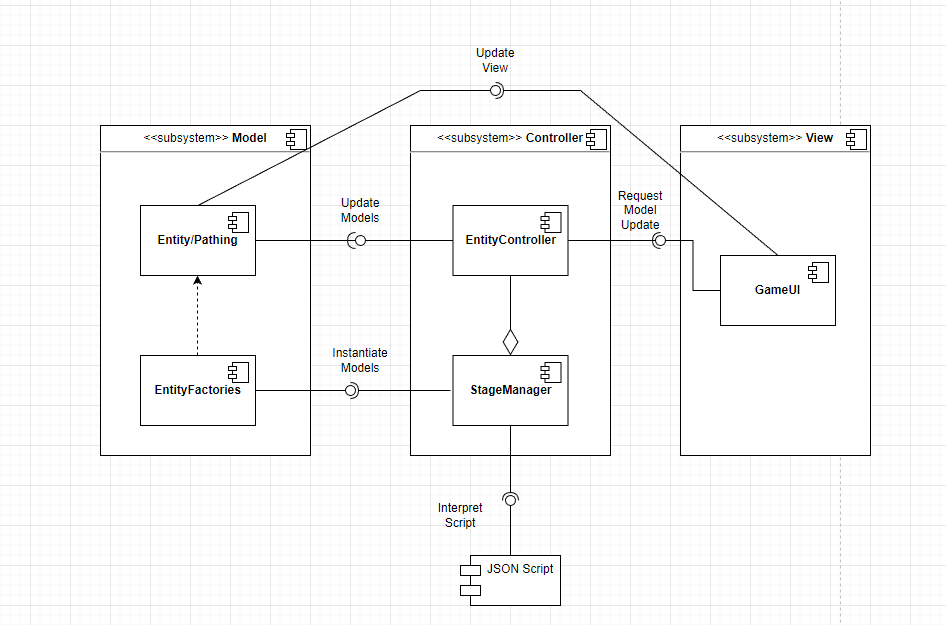 Update
View
<<subsystem>> Model
<<subsystem>> Controller
<<subsystem>> View
Update
Models
Request
Model
Update
Entity/Pathing
EntityController
GameUI
Instantiate
Models
EntityFactories
StageManager
Interpret
Script
JSON Script